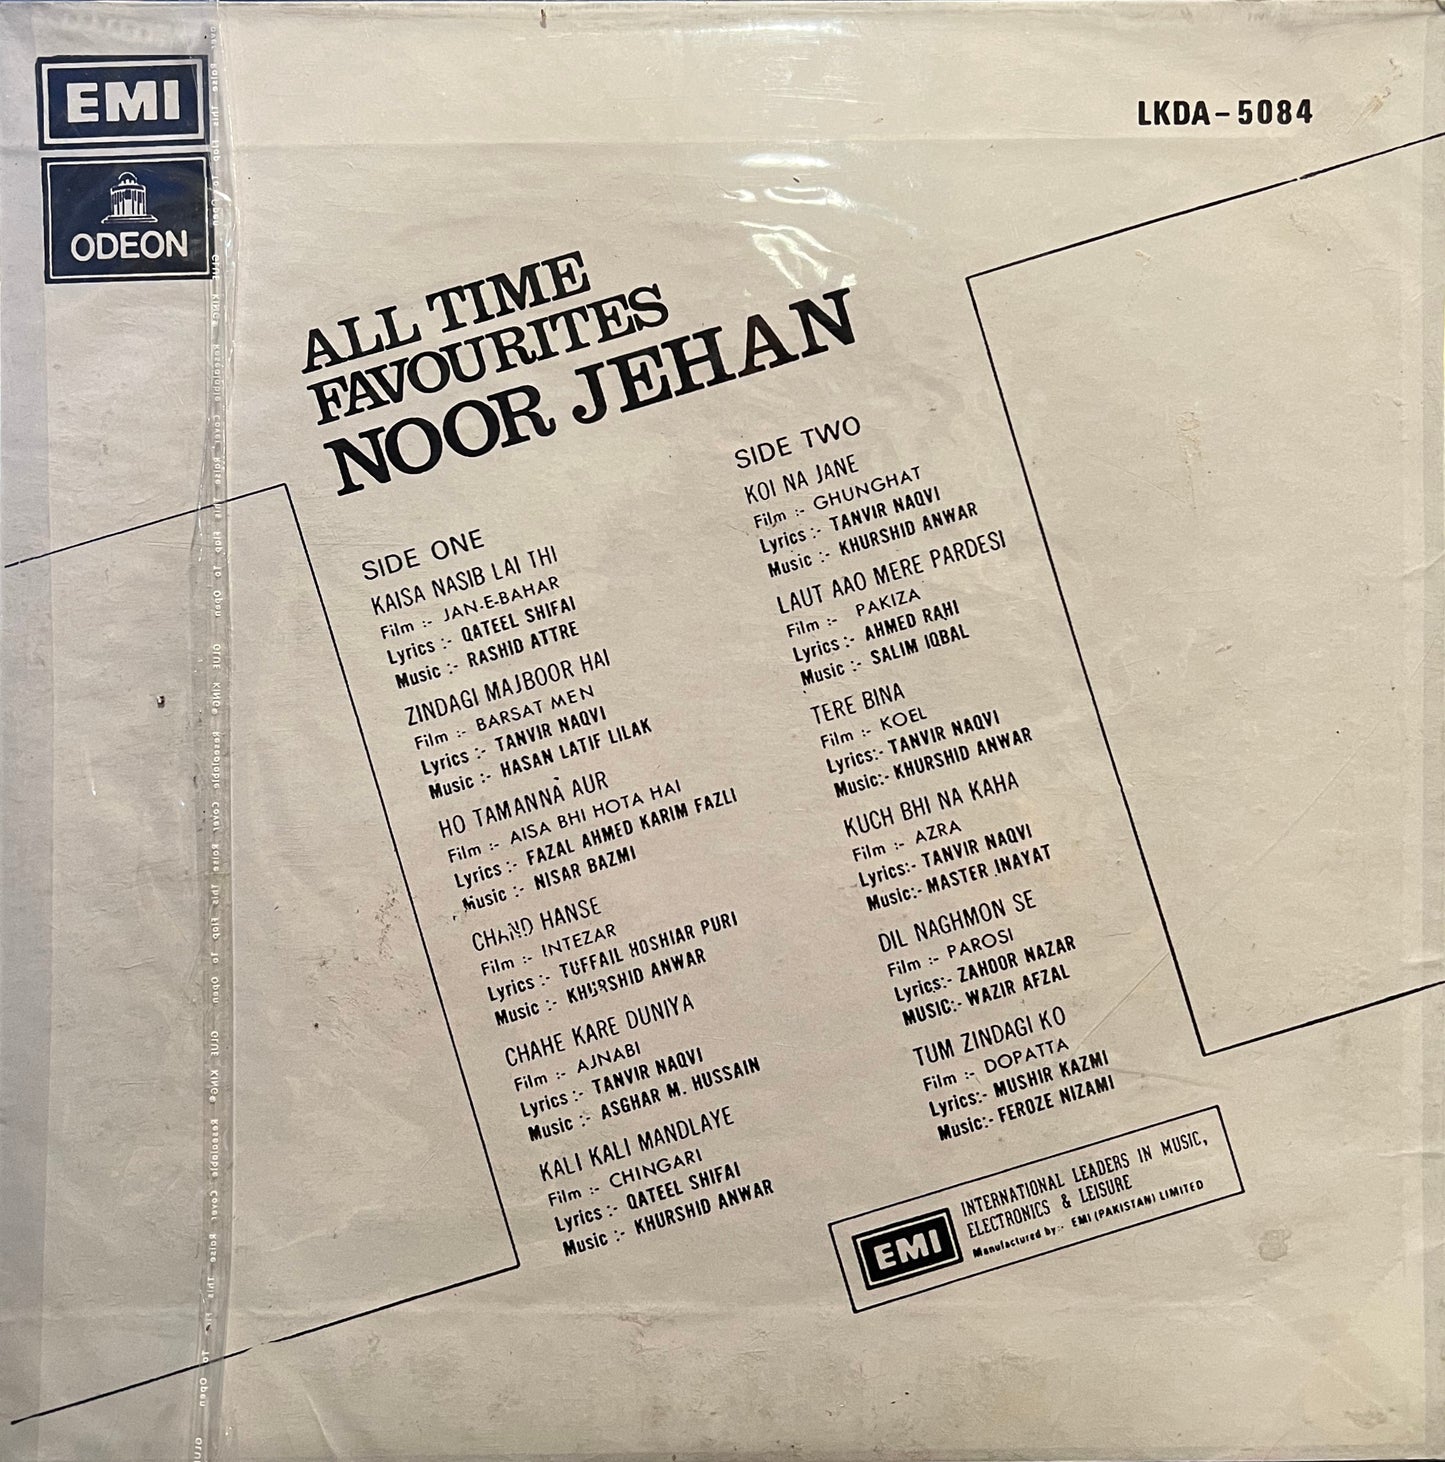 EMI
ODEON
LKDA-5084
ALL TIME
FAVOURITES
NOOR JEHAN
SIDE ONE
KAISA NASIB LAI THI
Film :- JAN-E-BAHAR
Lyrics :- QATEEL SHIFAI
Music :- RASHID ATTRE
ZINDAGI MAJBOOR HAI
Film :- BARSAT MEN
Lyrics :- TANVIR NAQVI
Music :- HASAN LATIF LILAK
HO TAMANNA AUR
Film :- AISA BHI HOTA HAI
Lyrics :- FAZAL AHMED KARIM FAZLI
Music :- NISAR BAZMI
CHAND HANSE
Film :- INTEZAR
Lyrics :- TUFFAIL HOSHIAR PURI
Music :- KHURSHID ANWAR
CHAHE KARE DUNIYA
Film :- AJNABI
Lyrics :- TANVIR NAQVI
Music :- ASGHAR M. HUSSAIN
KALI KALI MANDLAYE
Film :- CHINGARI
Lyrics :- QATEEL SHIFAI
Music :- KHURSHID ANWAR
SIDE TWO
KOI NA JANE
Film :- GHUNGHAT
Lyrics :- TANVIR NAQVI
Music :- KHURSHID ANWAR
LAUT AAO MERE PARDESI
Film :- PAKIZA
Lyrics :- AHMED RAHI
Music :- SALIM IQBAL
TERE BINA
Film :- KOEL
Lyrics:- TANVIR NAQVI
Music:- KHURSHID ANWAR
KUCH BHI NA KAHA
Film :- AZRA
Lyrics:- TANVIR NAQVI
Music:- MASTER INAYAT
DIL NAGHMON SE
Film :- PAROSI
Lyrics:- ZAHOOR NAZAR
MUSIC:- WAZIR AFZAL
TUM ZINDAGI KO
Film :- DOPATTA
Lyrics:- MUSHIR KAZMI
Music:- FEROZE NIZAMI
EMI
INTERNATIONAL LEADERS IN MUSIC,
ELECTRONICS & LEISURE
Manufactured by:- EMI (PAKISTAN) LIMITED